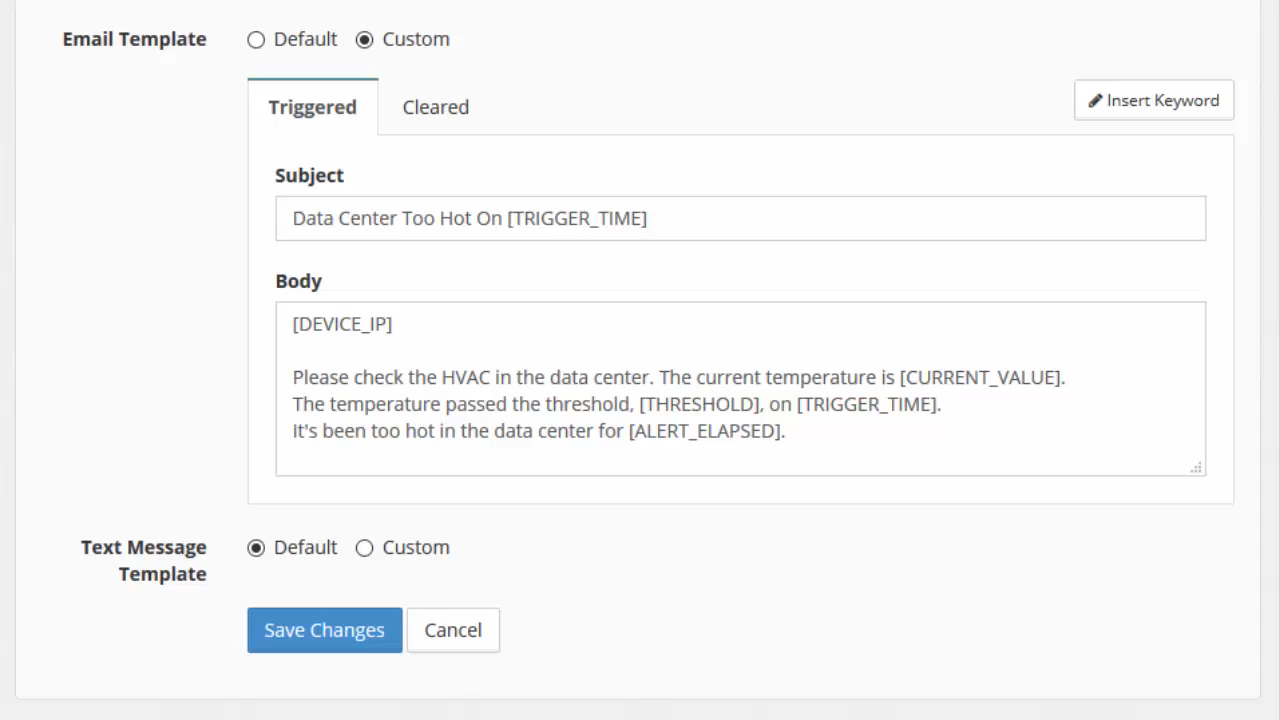 Email Template
Default
Custom
Triggered
Cleared
Insert Keyword
Subject
Data Center Too Hot On [TRIGGER_TIME]
Body
[DEVICE_IP]
Please check the HVAC in the data center. The current temperature is [CURRENT_VALUE].
The temperature passed the threshold, [THRESHOLD], on [TRIGGER_TIME].
It's been too hot in the data center for [ALERT_ELAPSED].
Text Message
Template
Default
Custom
Save Changes
Cancel